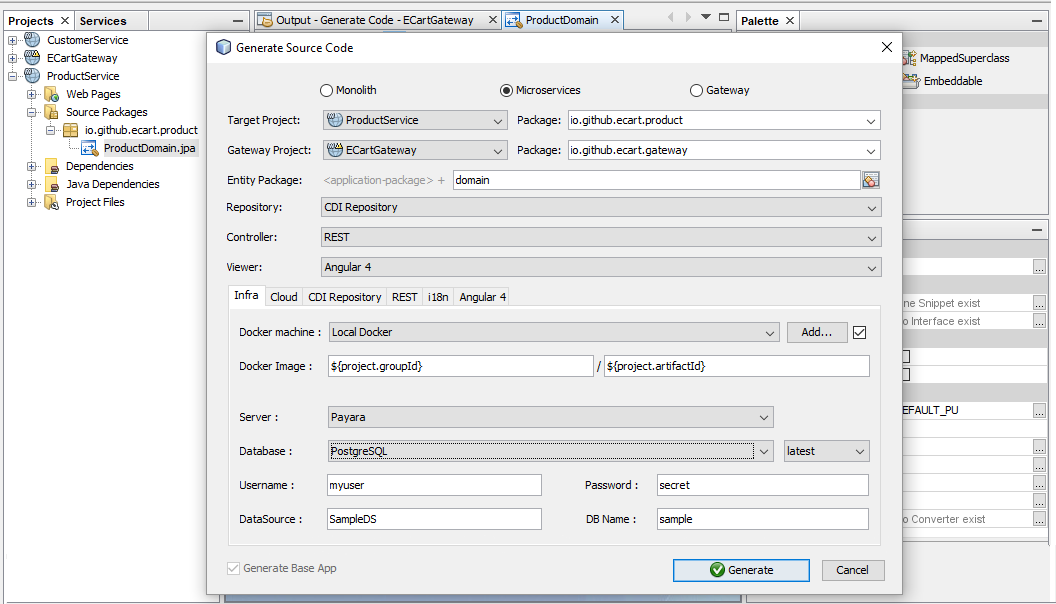 Projects
Services
Output - Generate Code - ECartGateway
ProductDomain
Palette
CustomerService
ECartGateway
ProductService
Web Pages
Source Packages
io.github.ecart.product
ProductDomain.jpa
Dependencies
Java Dependencies
Project Files
MappedSuperclass
Embeddable
Generate Source Code
Monolith
Microservices
Gateway
Target Project: ProductService Package: io.github.ecart.product
Gateway Project: ECartGateway Package: io.github.ecart.gateway
Entity Package: <application-package> + domain
Repository: CDI Repository
Controller: REST
Viewer: Angular 4
Infra Cloud CDI Repository REST i18n Angular 4
Docker machine : Local Docker Add...
Docker Image : ${project.groupId} / ${project.artifactId}
Server : Payara
Database : PostgreSQL latest
Username : myuser Password : secret
DataSource : SampleDS DB Name : sample
Generate Base App
Generate Cancel
...
ne Snippet exist ...
o Interface exist ...
EFAULT_PU ...
...
...
...
...
o Converter exist ...